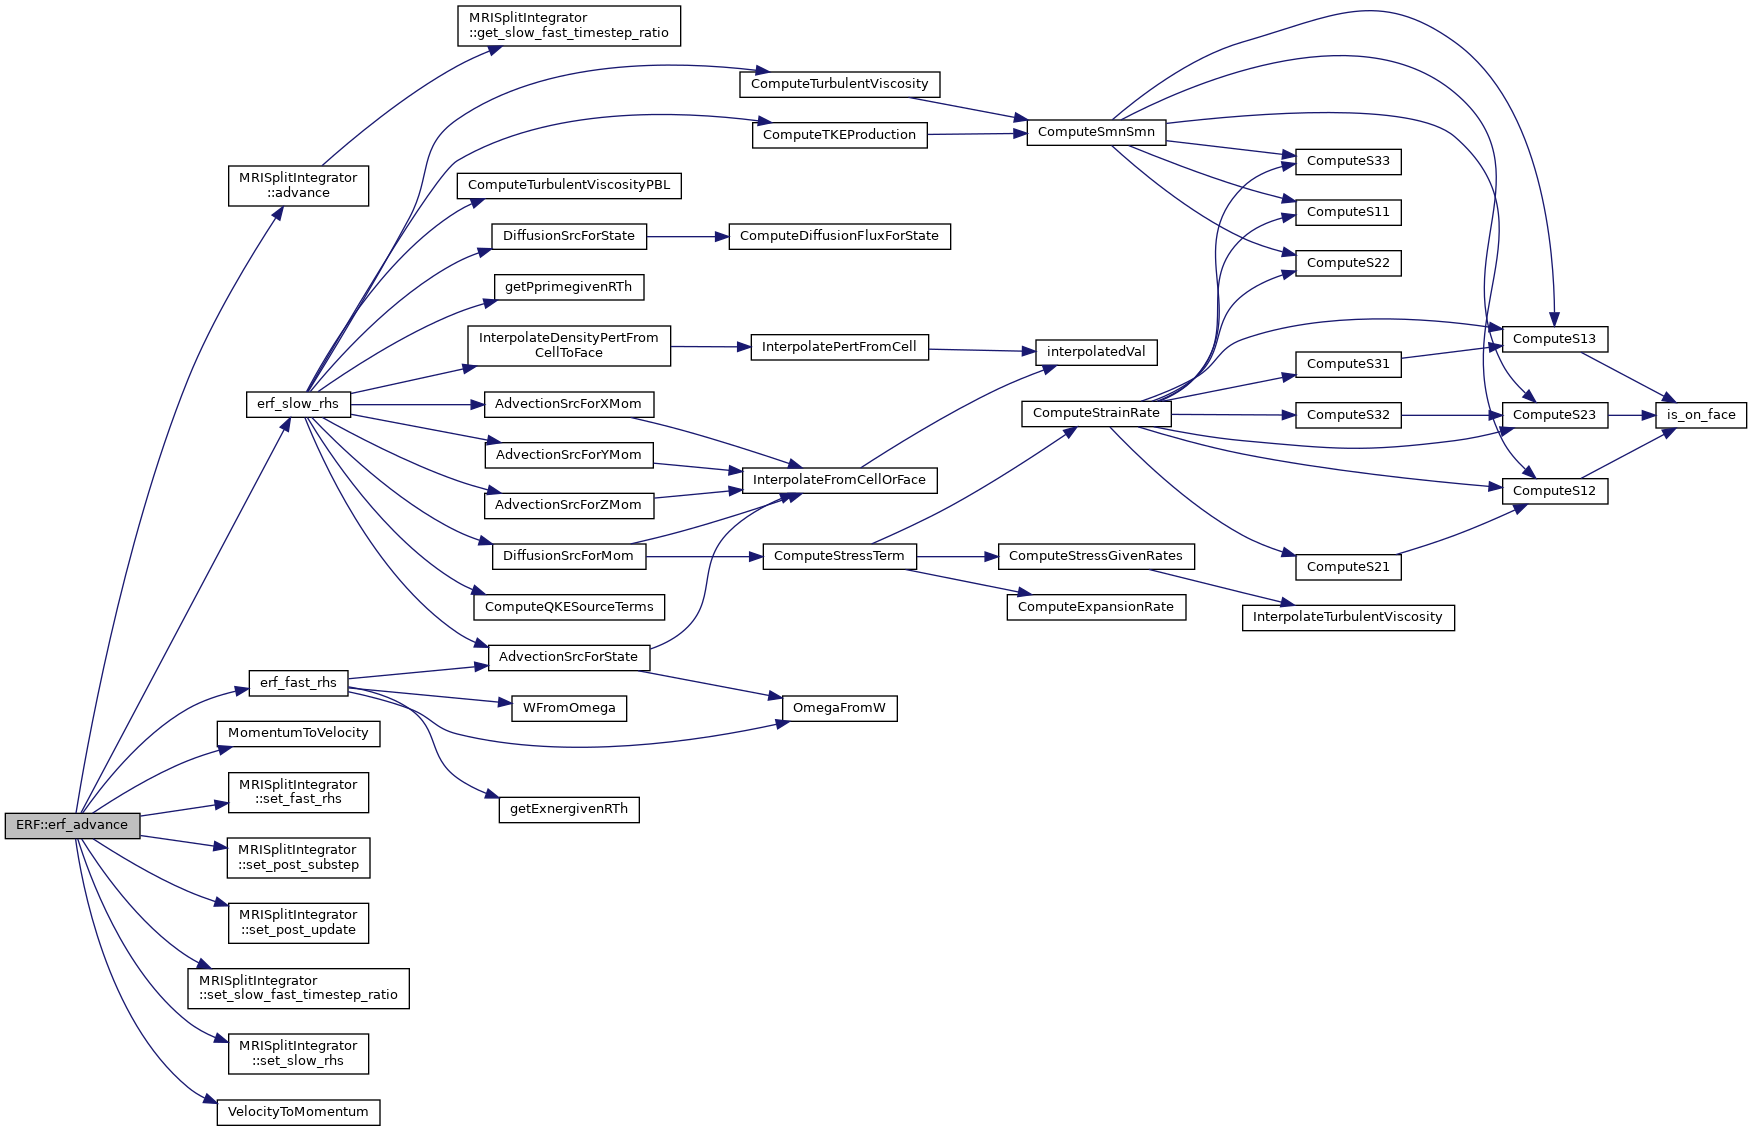 MRISplitIntegrator
::get_slow_fast_timestep_ratio
ComputeTurbulentViscosity
ComputeTKEProduction
ComputeSmnSmn
ComputeS33
MRISplitIntegrator
::advance
ComputeTurbulentViscosityPBL
ComputeS11
DiffusionSrcForState
ComputeDiffusionFluxForState
ComputeS22
getPprimegivenRTh
InterpolateDensityPertFrom
CellToFace
InterpolatePertFromCell
interpolatedVal
ComputeS13
ComputeS31
erf_slow_rhs
AdvectionSrcForXMom
ComputeStrainRate
ComputeS32
ComputeS23
is_on_face
AdvectionSrcForYMom
InterpolateFromCellOrFace
ComputeS12
AdvectionSrcForZMom
DiffusionSrcForMom
ComputeStressTerm
ComputeStressGivenRates
ComputeS21
ComputeQKESourceTerms
ComputeExpansionRate
InterpolateTurbulentViscosity
AdvectionSrcForState
erf_fast_rhs
WFromOmega
OmegaFromW
MomentumToVelocity
MRISplitIntegrator
::set_fast_rhs
getExnergivenRTh
ERF::erf_advance
MRISplitIntegrator
::set_post_substep
MRISplitIntegrator
::set_post_update
MRISplitIntegrator
::set_slow_fast_timestep_ratio
MRISplitIntegrator
::set_slow_rhs
VelocityToMomentum